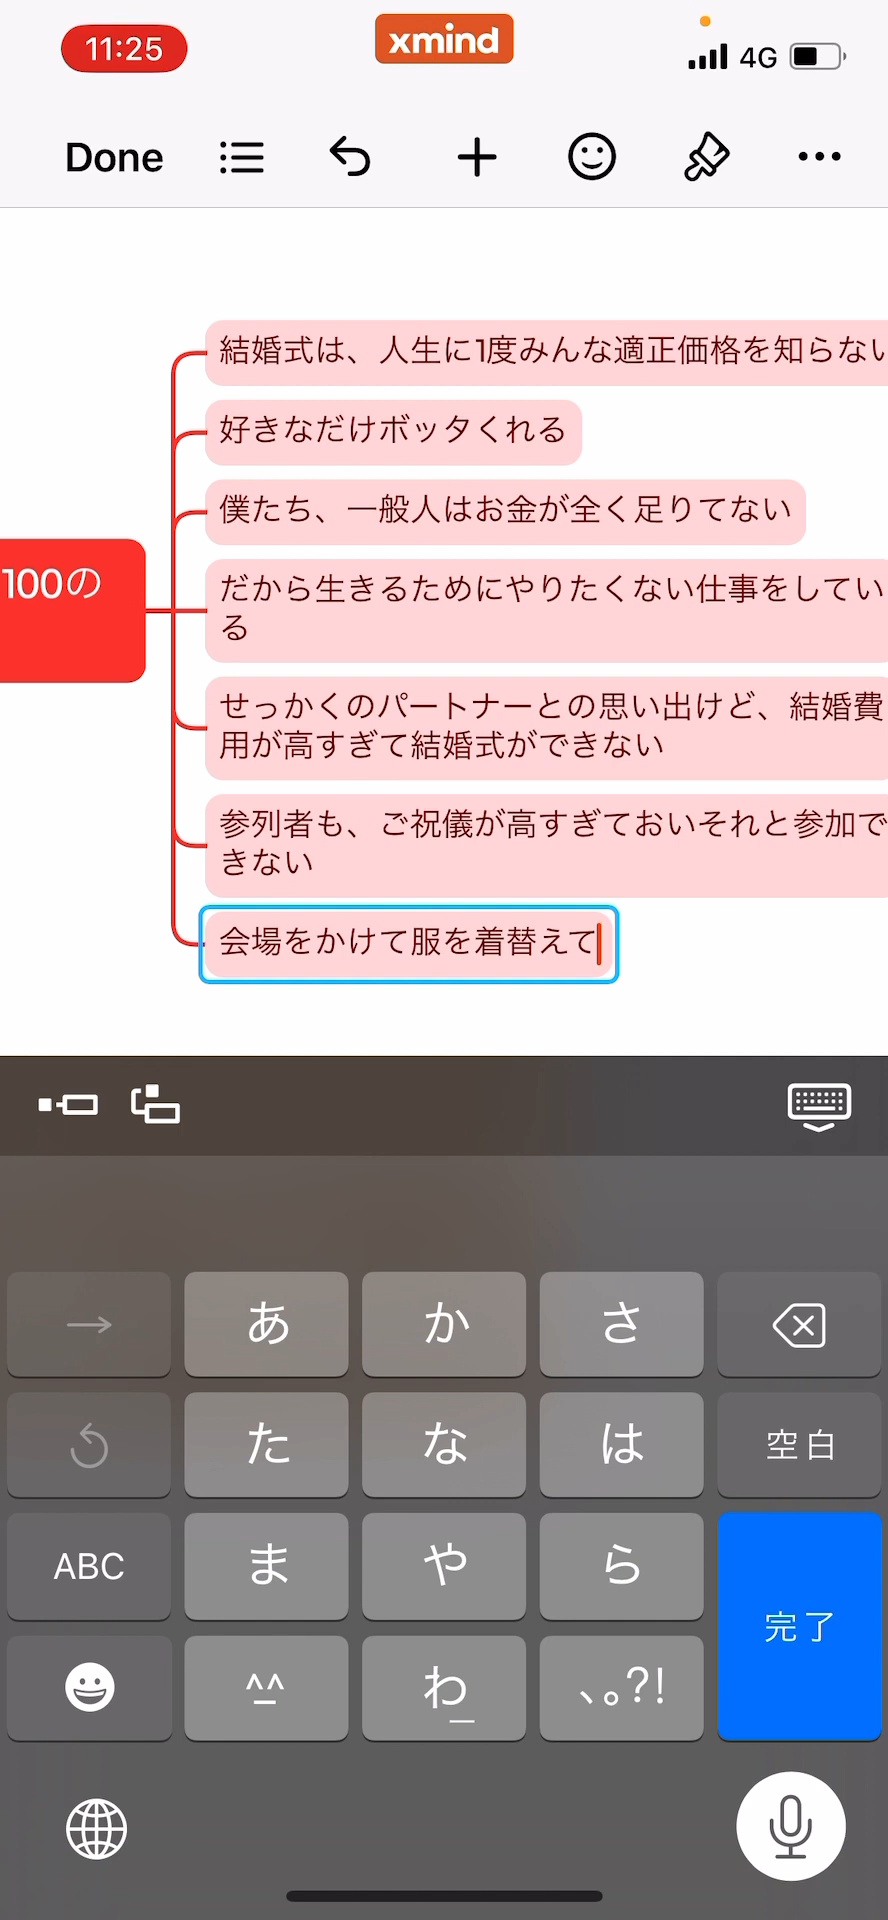 11:25
xmind
4G
Done
結婚式は、人生に1度みんな適正価格を知らない
好きなだけボッタくれる
僕たち、一般人はお金が全く足りてない
100の
だから生きるためにやりたくない仕事をしてい
る
せっかくのパートナーとの思い出けど、結婚費
用が高すぎて結婚式ができない
参列者も、ご祝儀が高すぎておいそれと参加で
きない
会場をかけて服を着替えて
→ あ か さ
た な は 空白
ABC ま や ら
完了
^_^ わ_ 、。?!